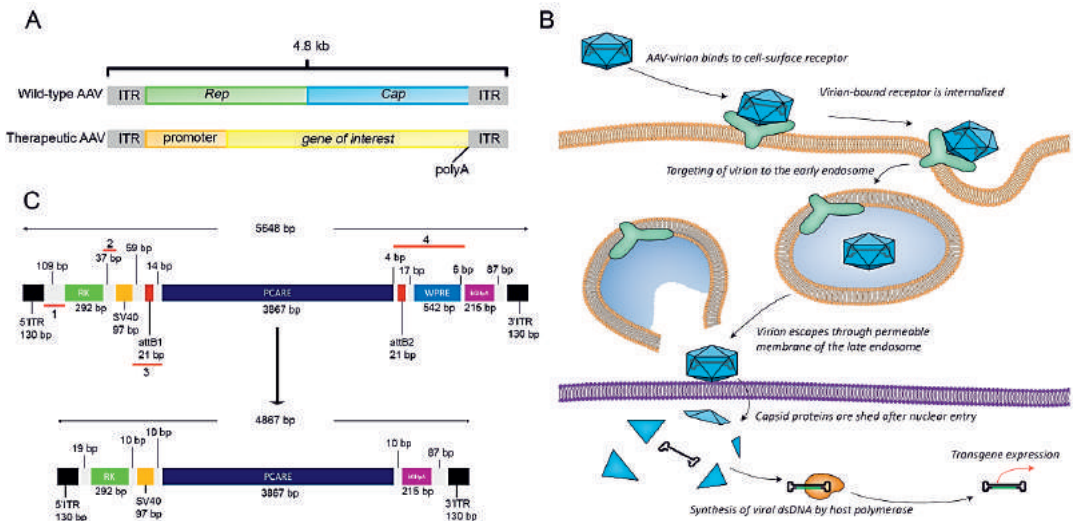 A
4.8 kb
Wild-type AAV
ITR
Rep
Cap
ITR
Therapeutic AAV
ITR
promoter
gene of interest
ITR
polyA
B
AAV-virion binds to cell-surface receptor
Virion-bound receptor is internalized
Targeting of virion to the early endosome
Virion escapes through permeable
membrane of the late endosome
Capsid proteins are shed after nuclear entry
Synthesis of viral dsDNA by host polymerase
Transgene expression
C
5648 bp
109 bp
2
37 bp
59 bp
14 bp
4
4 bp
17 bp
6 bp
87 bp
RK
PCARE
WPRE
5'ITR
130 bp
1
292 bp
SV40
97 bp
attB1
21 bp
3
3867 bp
attB2
21 bp
542 bp
215 bp
3'ITR
130 bp
4867 bp
19 bp
10 bp
10 bp
10 bp
87 bp
RK
PCARE
5'ITR
130 bp
292 bp
SV40
97 bp
3867 bp
215 bp
3'ITR
130 bp